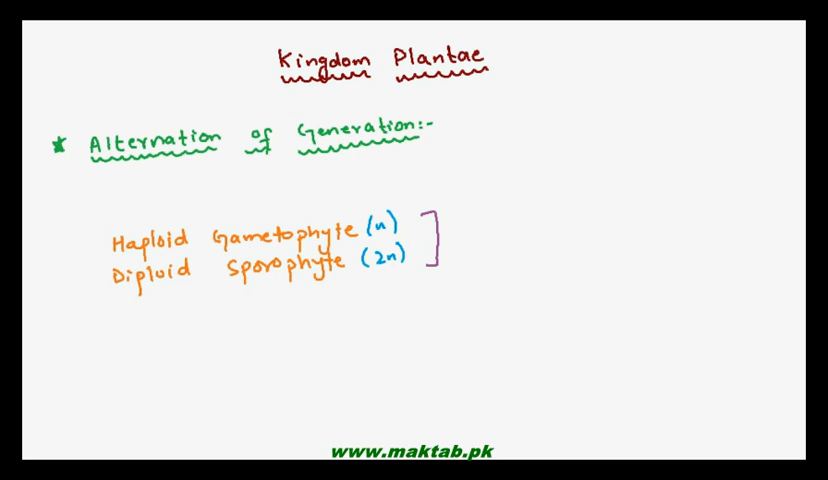 Kingdom Plantae
* Alternation of Generation:-
Haploid Gametophyte (n)
Diploid Sporophyte (2n)
www.maktab.pk